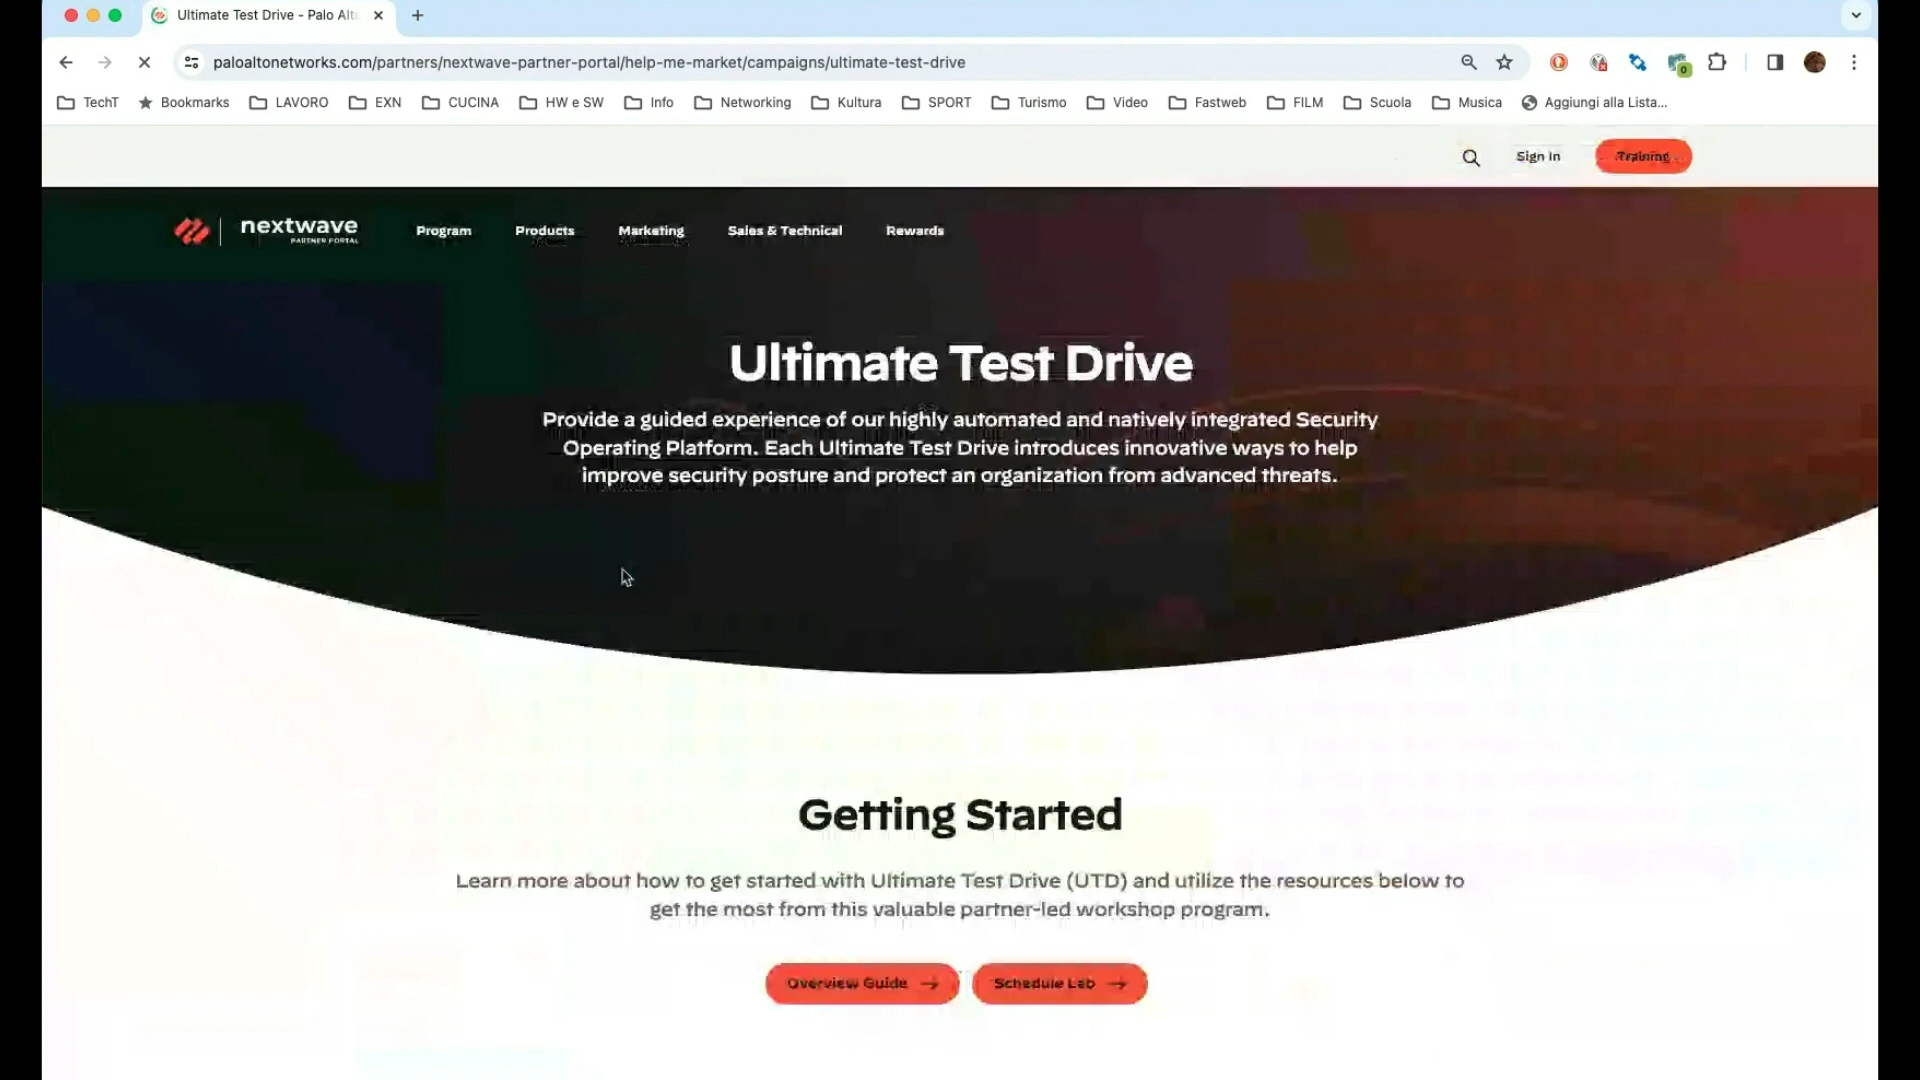 Ultimate Test Drive - Palo Alt
paloaltonetworks.com/partners/nextwave-partner-portal/help-me-market/campaigns/ultimate-test-drive
0
TechT Bookmarks LAVORO EXN CUCINA HW e SW Info Networking Kultura SPORT Turismo Video Fastweb FILM Scuola Musica Aggiungi alla Lista...
Sign In Training
nextwave
PARTNER PORTAL
Program Products Marketing Sales & Technical Rewards
Ultimate Test Drive
Provide a guided experience of our highly automated and natively integrated Security
Operating Platform. Each Ultimate Test Drive introduces innovative ways to help
improve security posture and protect an organization from advanced threats.
Getting Started
Learn more about how to get started with Ultimate Test Drive (UTD) and utilize the resources below to
get the most from this valuable partner-led workshop program.
Overview Guide → Schedule Lab →